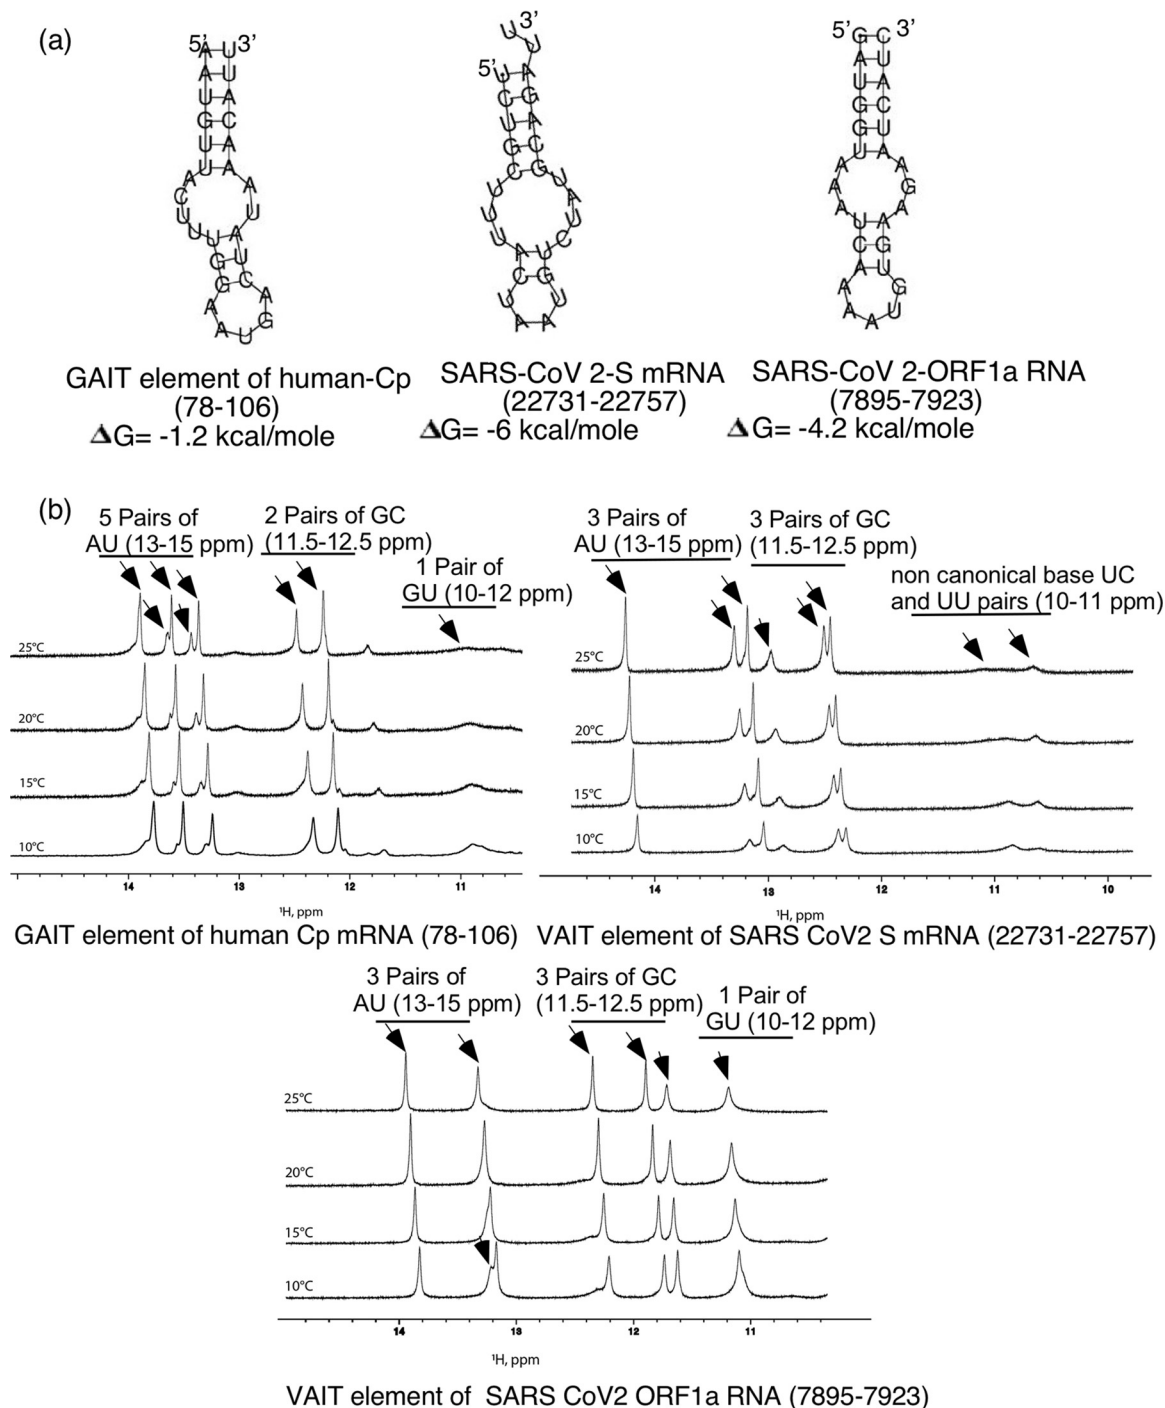 (a)
5' 3'
A U
A U
U A
G C
U A
U A
A A
C U
U A
U U U
G C
G A
A G
A U
3'
U U
5' A
U G
C A
U C
G G
C U
U A
U U
U C
A U
C G
U U
A A A
5' 3'
G C
A U
U A
G C
G U
U A
A A
A G
A A
U A
C G
A U
A G
A A U
GAIT element of human-Cp
(78-106)
ΔG= -1.2 kcal/mole
SARS-CoV 2-S mRNA
(22731-22757)
ΔG= -6 kcal/mole
SARS-CoV 2-ORF1a RNA
(7895-7923)
ΔG= -4.2 kcal/mole
(b)
5 Pairs of
AU (13-15 ppm)
2 Pairs of GC
(11.5-12.5 ppm)
1 Pair of
GU (10-12 ppm)
25°C
20°C
15°C
10°C
14 13 12 11
¹H, ppm
GAIT element of human Cp mRNA (78-106)
3 Pairs of
AU (13-15 ppm)
3 Pairs of GC
(11.5-12.5 ppm)
non canonical base UC
and UU pairs (10-11 ppm)
25°C
20°C
15°C
10°C
14 13 12 11 10
¹H, ppm
VAIT element of SARS CoV2 S mRNA (22731-22757)
3 Pairs of
AU (13-15 ppm)
3 Pairs of GC
(11.5-12.5 ppm)
1 Pair of
GU (10-12 ppm)
25°C
20°C
15°C
10°C
14 13 12 11
¹H, ppm
VAIT element of SARS CoV2 ORF1a RNA (7895-7923)